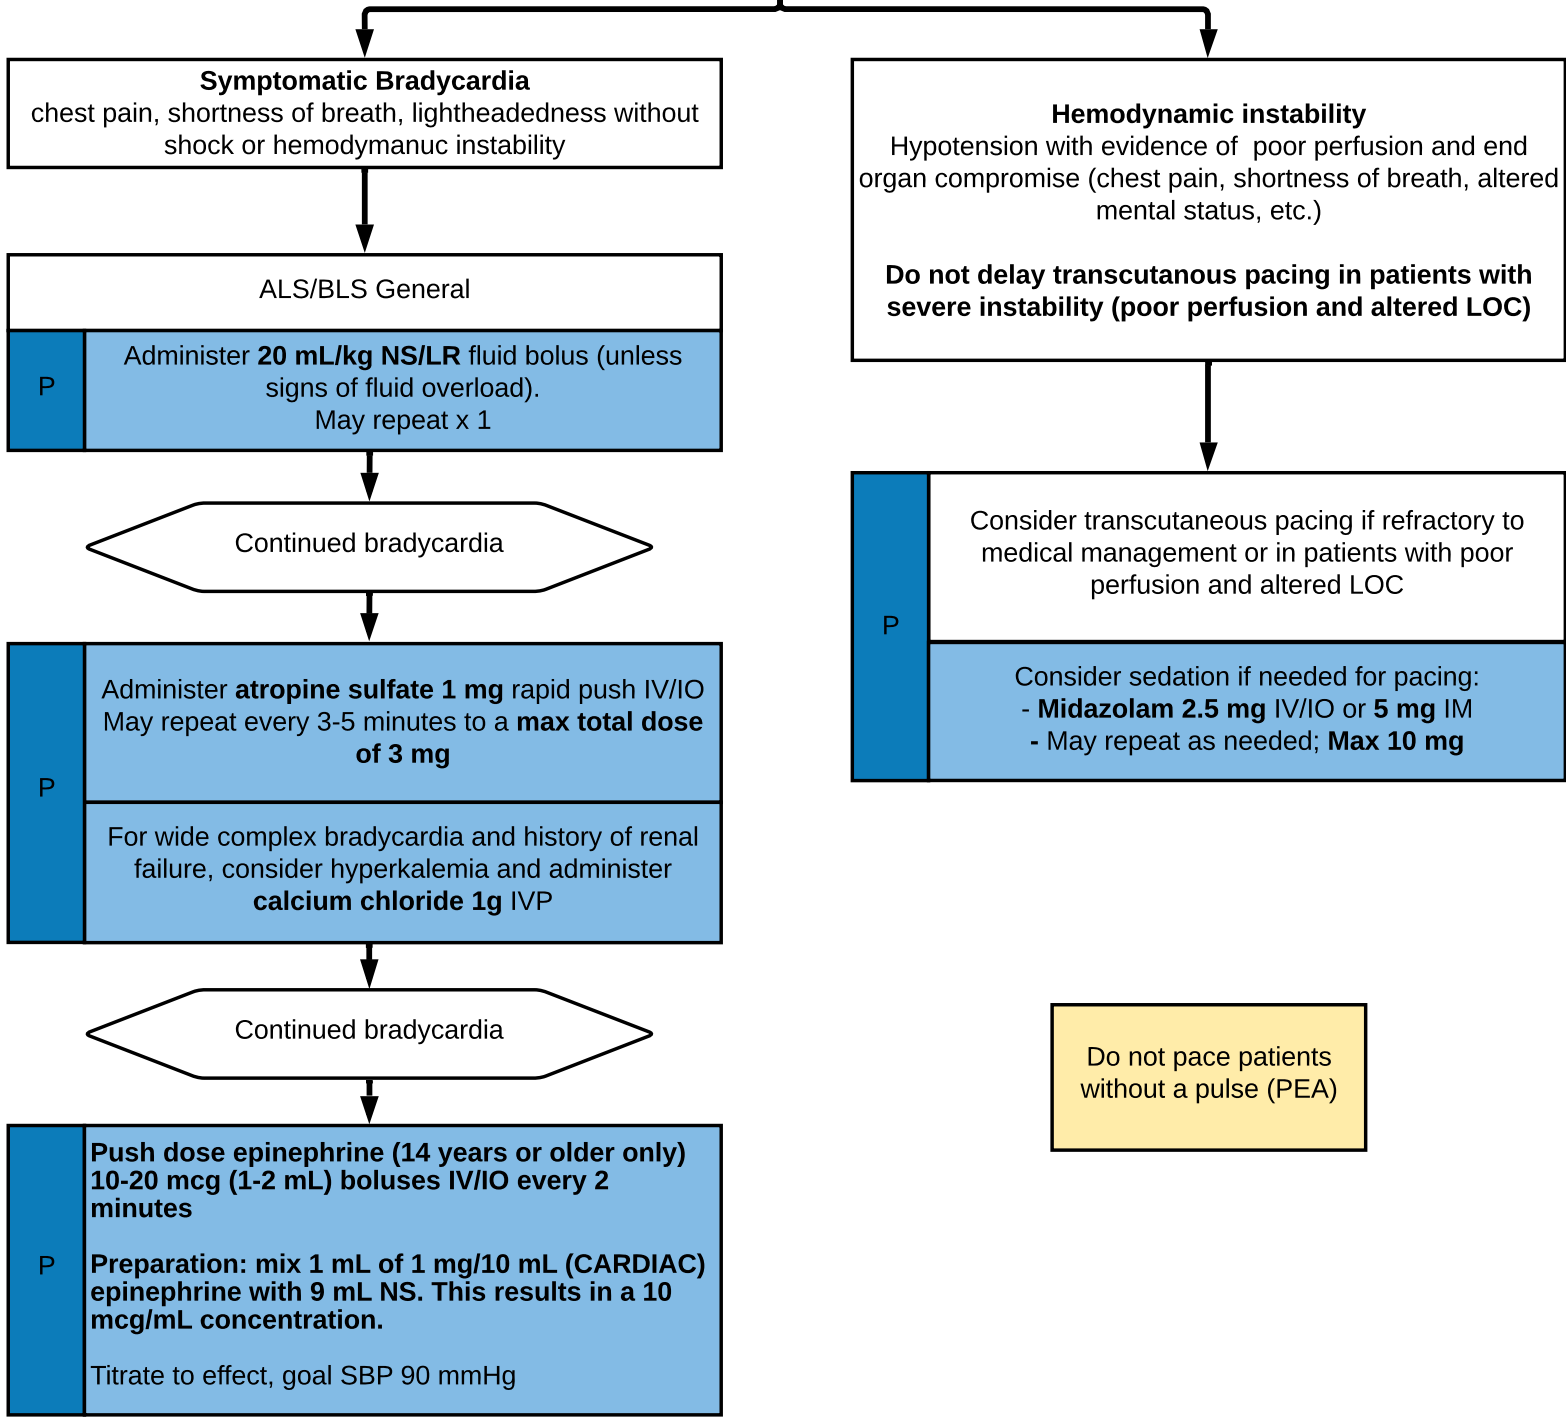 Symptomatic Bradycardia
chest pain, shortness of breath, lightheadedness without
shock or hemodymanuc instability
ALS/BLS General
P
Administer 20 mL/kg NS/LR fluid bolus (unless
signs of fluid overload).
May repeat x 1
Continued bradycardia
P
Administer atropine sulfate 1 mg rapid push IV/IO
May repeat every 3-5 minutes to a max total dose
of 3 mg
For wide complex bradycardia and history of renal
failure, consider hyperkalemia and administer
calcium chloride 1g IVP
Continued bradycardia
P
Push dose epinephrine (14 years or older only)
10-20 mcg (1-2 mL) boluses IV/IO every 2
minutes
Preparation: mix 1 mL of 1 mg/10 mL (CARDIAC)
epinephrine with 9 mL NS. This results in a 10
mcg/mL concentration.
Titrate to effect, goal SBP 90 mmHg
Hemodynamic instability
Hypotension with evidence of  poor perfusion and end
organ compromise (chest pain, shortness of breath, altered
mental status, etc.)
Do not delay transcutanous pacing in patients with
severe instability (poor perfusion and altered LOC)
P
Consider transcutaneous pacing if refractory to
medical management or in patients with poor
perfusion and altered LOC
Consider sedation if needed for pacing:
- Midazolam 2.5 mg IV/IO or 5 mg IM
- May repeat as needed; Max 10 mg
Do not pace patients
without a pulse (PEA)